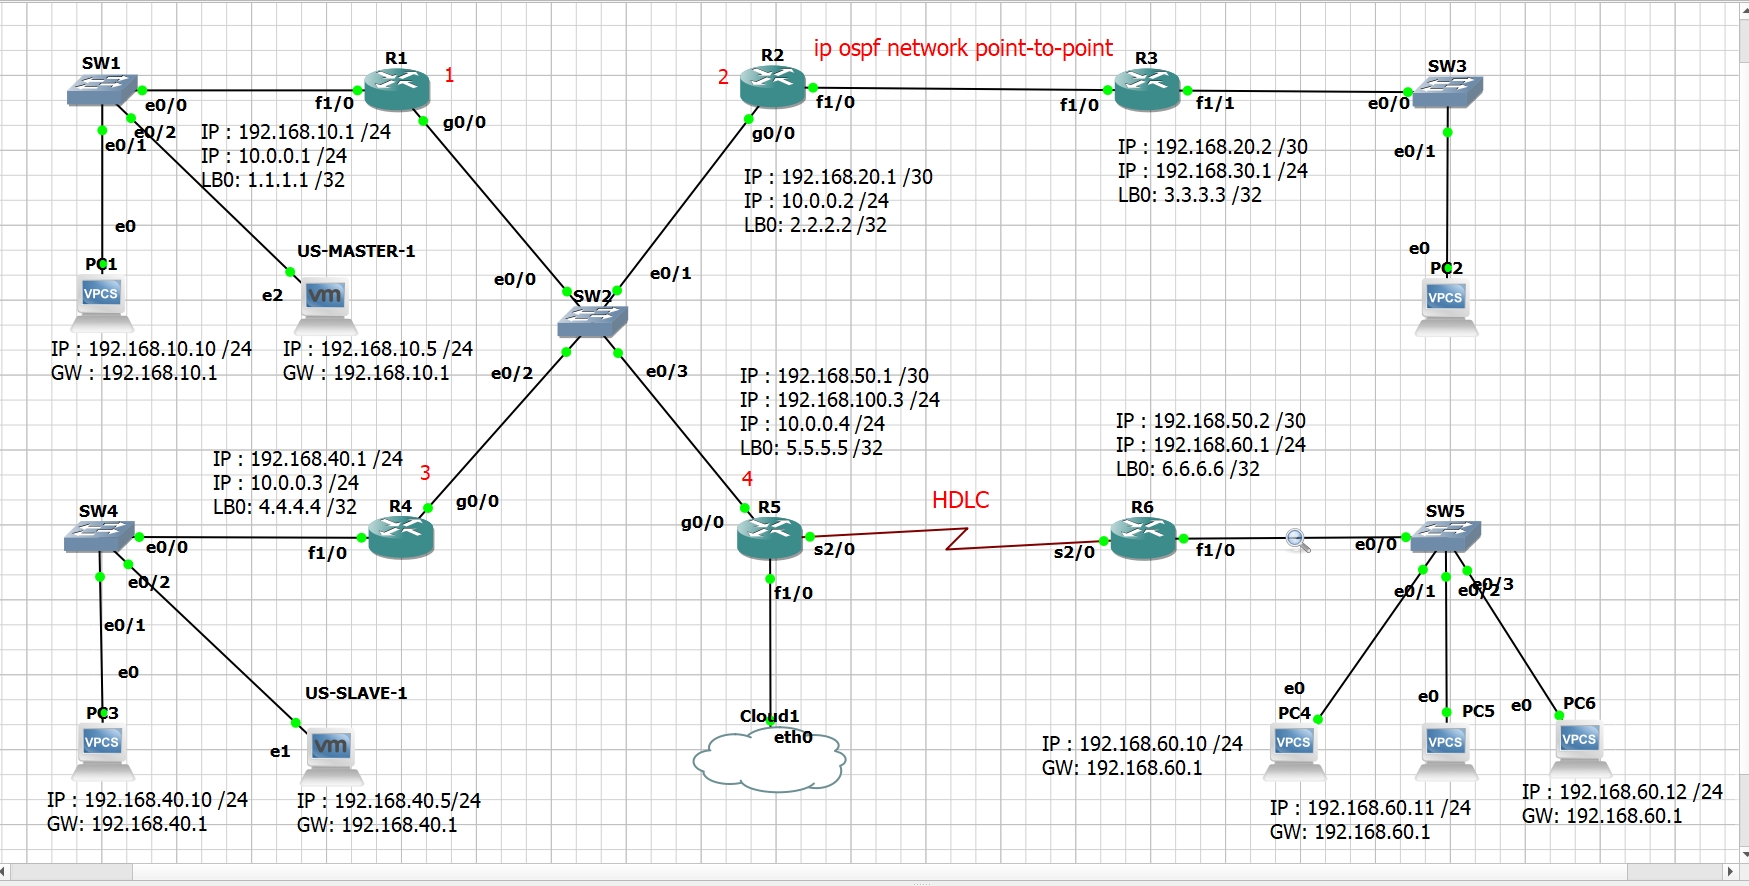 ip ospf network point-to-point
SW1
R1
1
2
R2
R3
SW3
e0/0
f1/0
f1/0
f1/0
f1/1
e0/0
e0/2
e0/1
g0/0
g0/0
e0/1
IP : 192.168.10.1 /24
IP : 10.0.0.1 /24
LB0: 1.1.1.1 /32
IP : 192.168.20.1 /30
IP : 10.0.0.2 /24
LB0: 2.2.2.2 /32
IP : 192.168.20.2 /30
IP : 192.168.30.1 /24
LB0: 3.3.3.3 /32
e0
US-MASTER-1
e0
PC1
VPCS
e2
vm
e0/0
e0/1
SW2
PC2
VPCS
IP : 192.168.10.10 /24
GW : 192.168.10.1
IP : 192.168.10.5 /24
GW : 192.168.10.1
e0/2
e0/3
IP : 192.168.50.1 /30
IP : 192.168.100.3 /24
IP : 10.0.0.4 /24
LB0: 5.5.5.5 /32
IP : 192.168.50.2 /30
IP : 192.168.60.1 /24
LB0: 6.6.6.6 /32
IP : 192.168.40.1 /24
IP : 10.0.0.3 /24
LB0: 4.4.4.4 /32
3
4
HDLC
SW4
R4
g0/0
g0/0
R5
R6
SW5
e0/0
f1/0
s2/0
s2/0
f1/0
e0/0
e0/2
e0/1
f1/0
e0/1
e0/2
e0/3
e0
US-SLAVE-1
PC3
VPCS
e1
vm
Cloud1
eth0
e0
PC4
VPCS
e0
PC5
VPCS
e0
PC6
VPCS
IP : 192.168.40.10 /24
GW: 192.168.40.1
IP : 192.168.40.5/24
GW: 192.168.40.1
IP : 192.168.60.10 /24
GW: 192.168.60.1
IP : 192.168.60.11 /24
GW: 192.168.60.1
IP : 192.168.60.12 /24
GW: 192.168.60.1